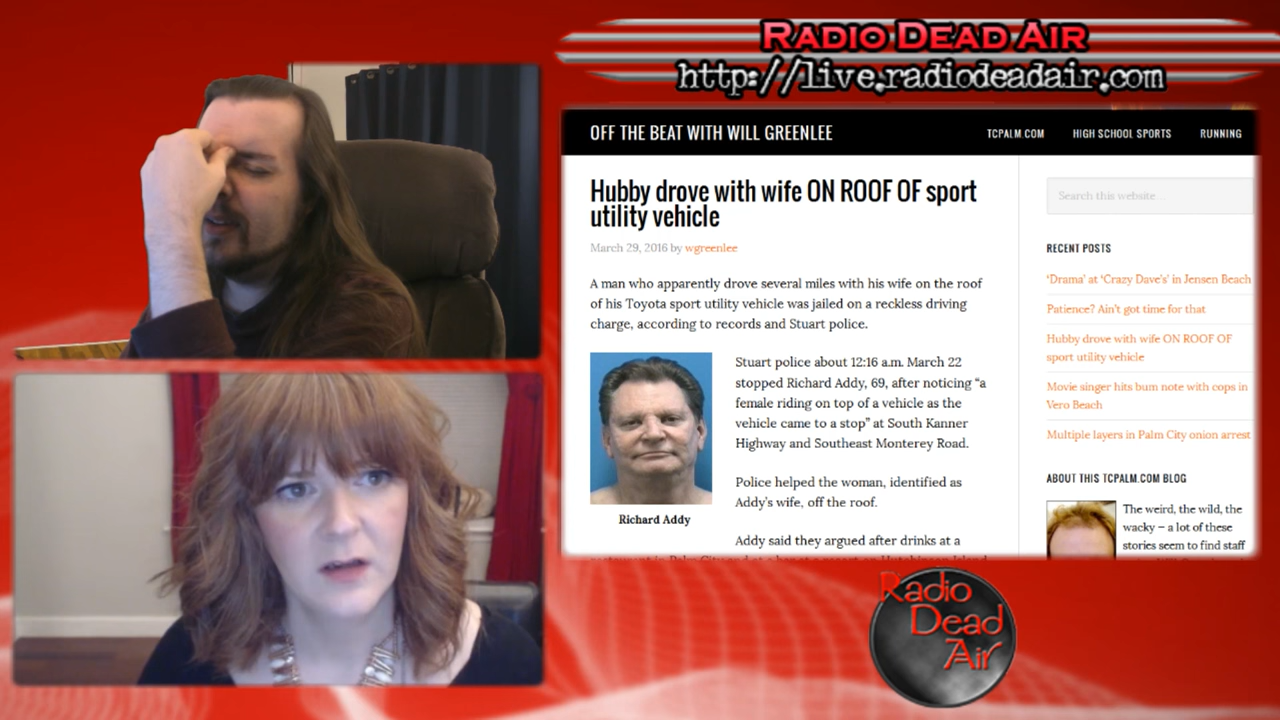 RADIO DEAD AIR
http://live.radiodeadair.com
OFF THE BEAT WITH WILL GREENLEE
TCPALM.COM
HIGH SCHOOL SPORTS
RUNNING
Hubby drove with wife ON ROOF OF sport
utility vehicle
March 29, 2016 by wgreenlee
A man who apparently drove several miles with his wife on the roof
of his Toyota sport utility vehicle was jailed on a reckless driving
charge, according to records and Stuart police.
Stuart police about 12:16 a.m. March 22
stopped Richard Addy, 69, after noticing “a
female riding on top of a vehicle as the
vehicle came to a stop” at South Kanner
Highway and Southeast Monterey Road.
Police helped the woman, identified as
Addy’s wife, off the roof.
Richard Addy
Addy said they argued after drinks at a
Search this website…
RECENT POSTS
‘Drama’ at ‘Crazy Dave’s’ in Jensen Beach
Patience? Ain’t got time for that
Hubby drove with wife ON ROOF OF
sport utility vehicle
Movie singer hits bum note with cops in
Vero Beach
Multiple layers in Palm City onion arrest
ABOUT THIS TCPALM.COM BLOG
The weird, the wild, the
wacky – a lot of these
stories seem to find staff
Radio
Dead
Air